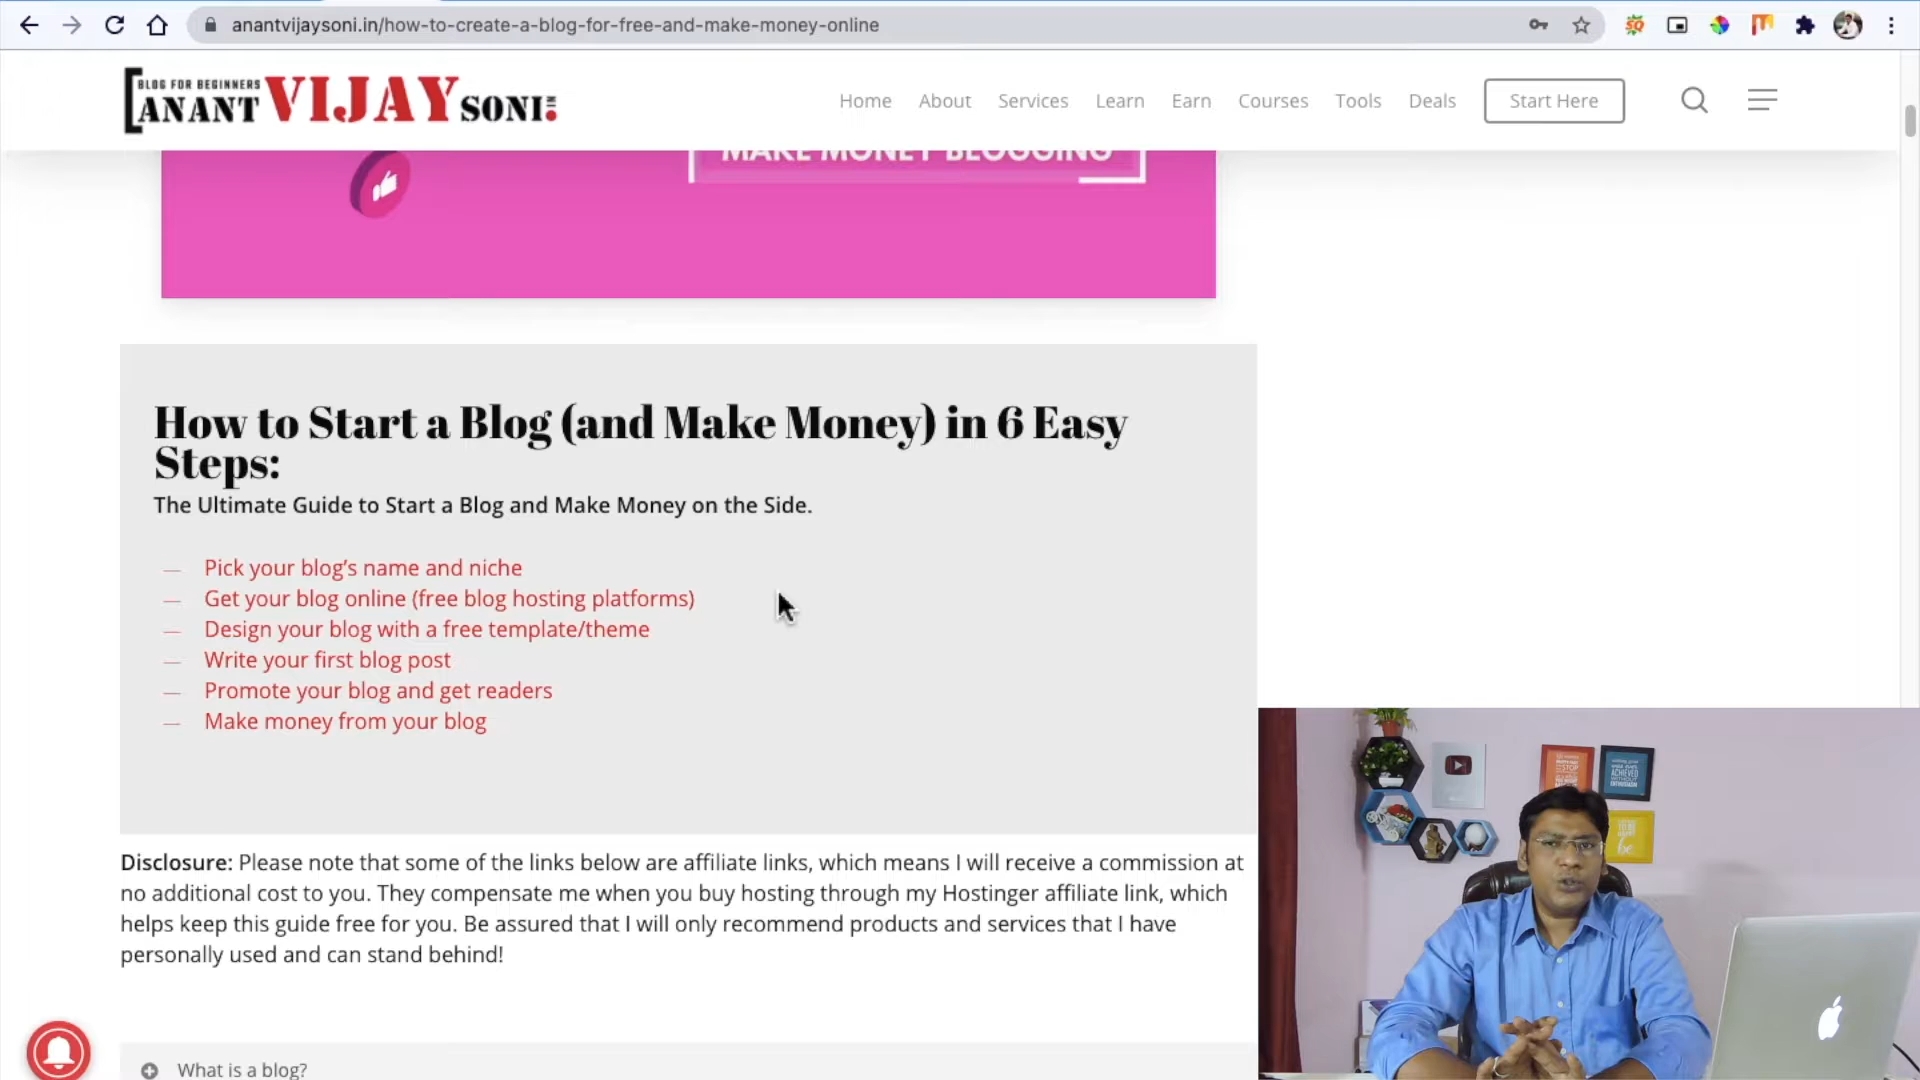 anantvijaysoni.in/how-to-create-a-blog-for-free-and-make-money-online
BLOG FOR BEGINNERS
ANANT VIJAY SONI
Home About Services Learn Earn Courses Tools Deals Start Here
MAKE MONEY BLOGGING
How to Start a Blog (and Make Money) in 6 Easy
Steps:
The Ultimate Guide to Start a Blog and Make Money on the Side.
— Pick your blog’s name and niche
— Get your blog online (free blog hosting platforms)
— Design your blog with a free template/theme
— Write your first blog post
— Promote your blog and get readers
— Make money from your blog
Disclosure: Please note that some of the links below are affiliate links, which means I will receive a commission at
no additional cost to you. They compensate me when you buy hosting through my Hostinger affiliate link, which
helps keep this guide free for you. Be assured that I will only recommend products and services that I have
personally used and can stand behind!
What is a blog?
STOP
ACHIEVED
WITHOUT
be